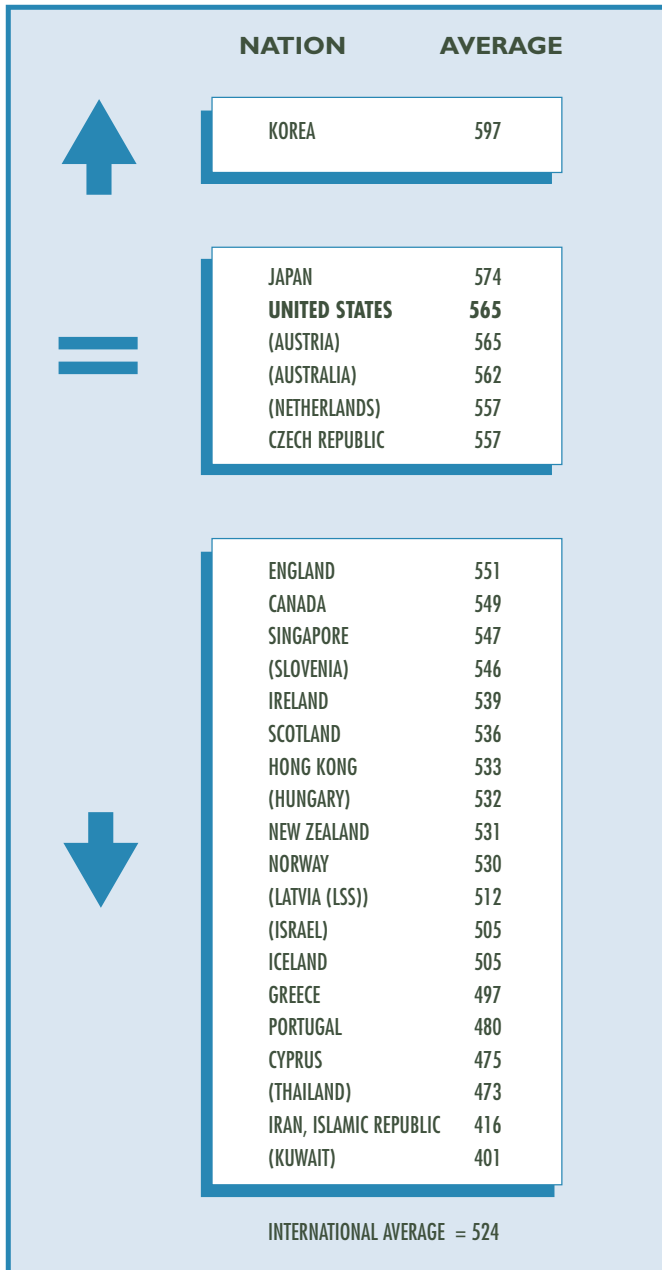 NATION AVERAGE
KOREA 597
JAPAN 574
UNITED STATES 565
(AUSTRIA) 565
(AUSTRALIA) 562
(NETHERLANDS) 557
CZECH REPUBLIC 557
ENGLAND 551
CANADA 549
SINGAPORE 547
(SLOVENIA) 546
IRELAND 539
SCOTLAND 536
HONG KONG 533
(HUNGARY) 532
NEW ZEALAND 531
NORWAY 530
(LATVIA (LSS)) 512
(ISRAEL) 505
ICELAND 505
GREECE 497
PORTUGAL 480
CYPRUS 475
(THAILAND) 473
IRAN, ISLAMIC REPUBLIC 416
(KUWAIT) 401
INTERNATIONAL AVERAGE = 524